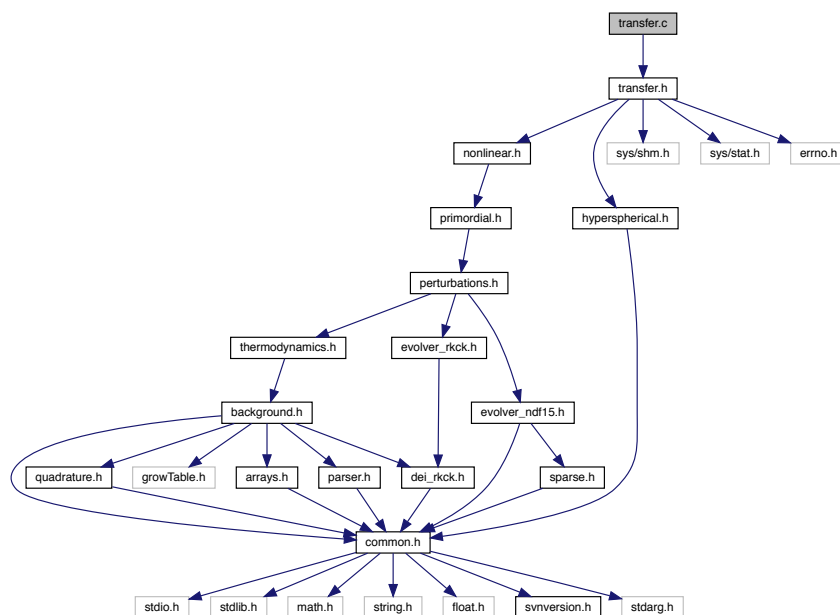 transfer.c
transfer.h
nonlinear.h
sys/shm.h
sys/stat.h
errno.h
primordial.h
hyperspherical.h
perturbations.h
thermodynamics.h
evolver_rkck.h
background.h
evolver_ndf15.h
quadrature.h
growTable.h
arrays.h
parser.h
dei_rkck.h
sparse.h
common.h
stdio.h
stdlib.h
math.h
string.h
float.h
svnversion.h
stdarg.h